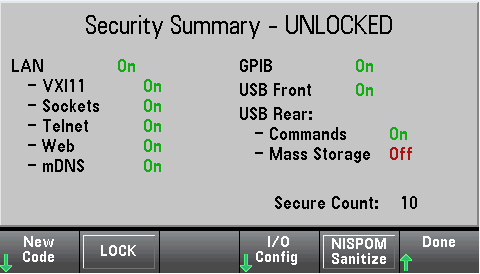 Security Summary - UNLOCKED
LAN On
- VXI11 On
- Sockets On
- Telnet On
- Web On
- mDNS On
GPIB On
USB Front On
USB Rear:
- Commands On
- Mass Storage Off
Secure Count: 10
New Code
LOCK
I/O Config
NISPOM Sanitize
Done